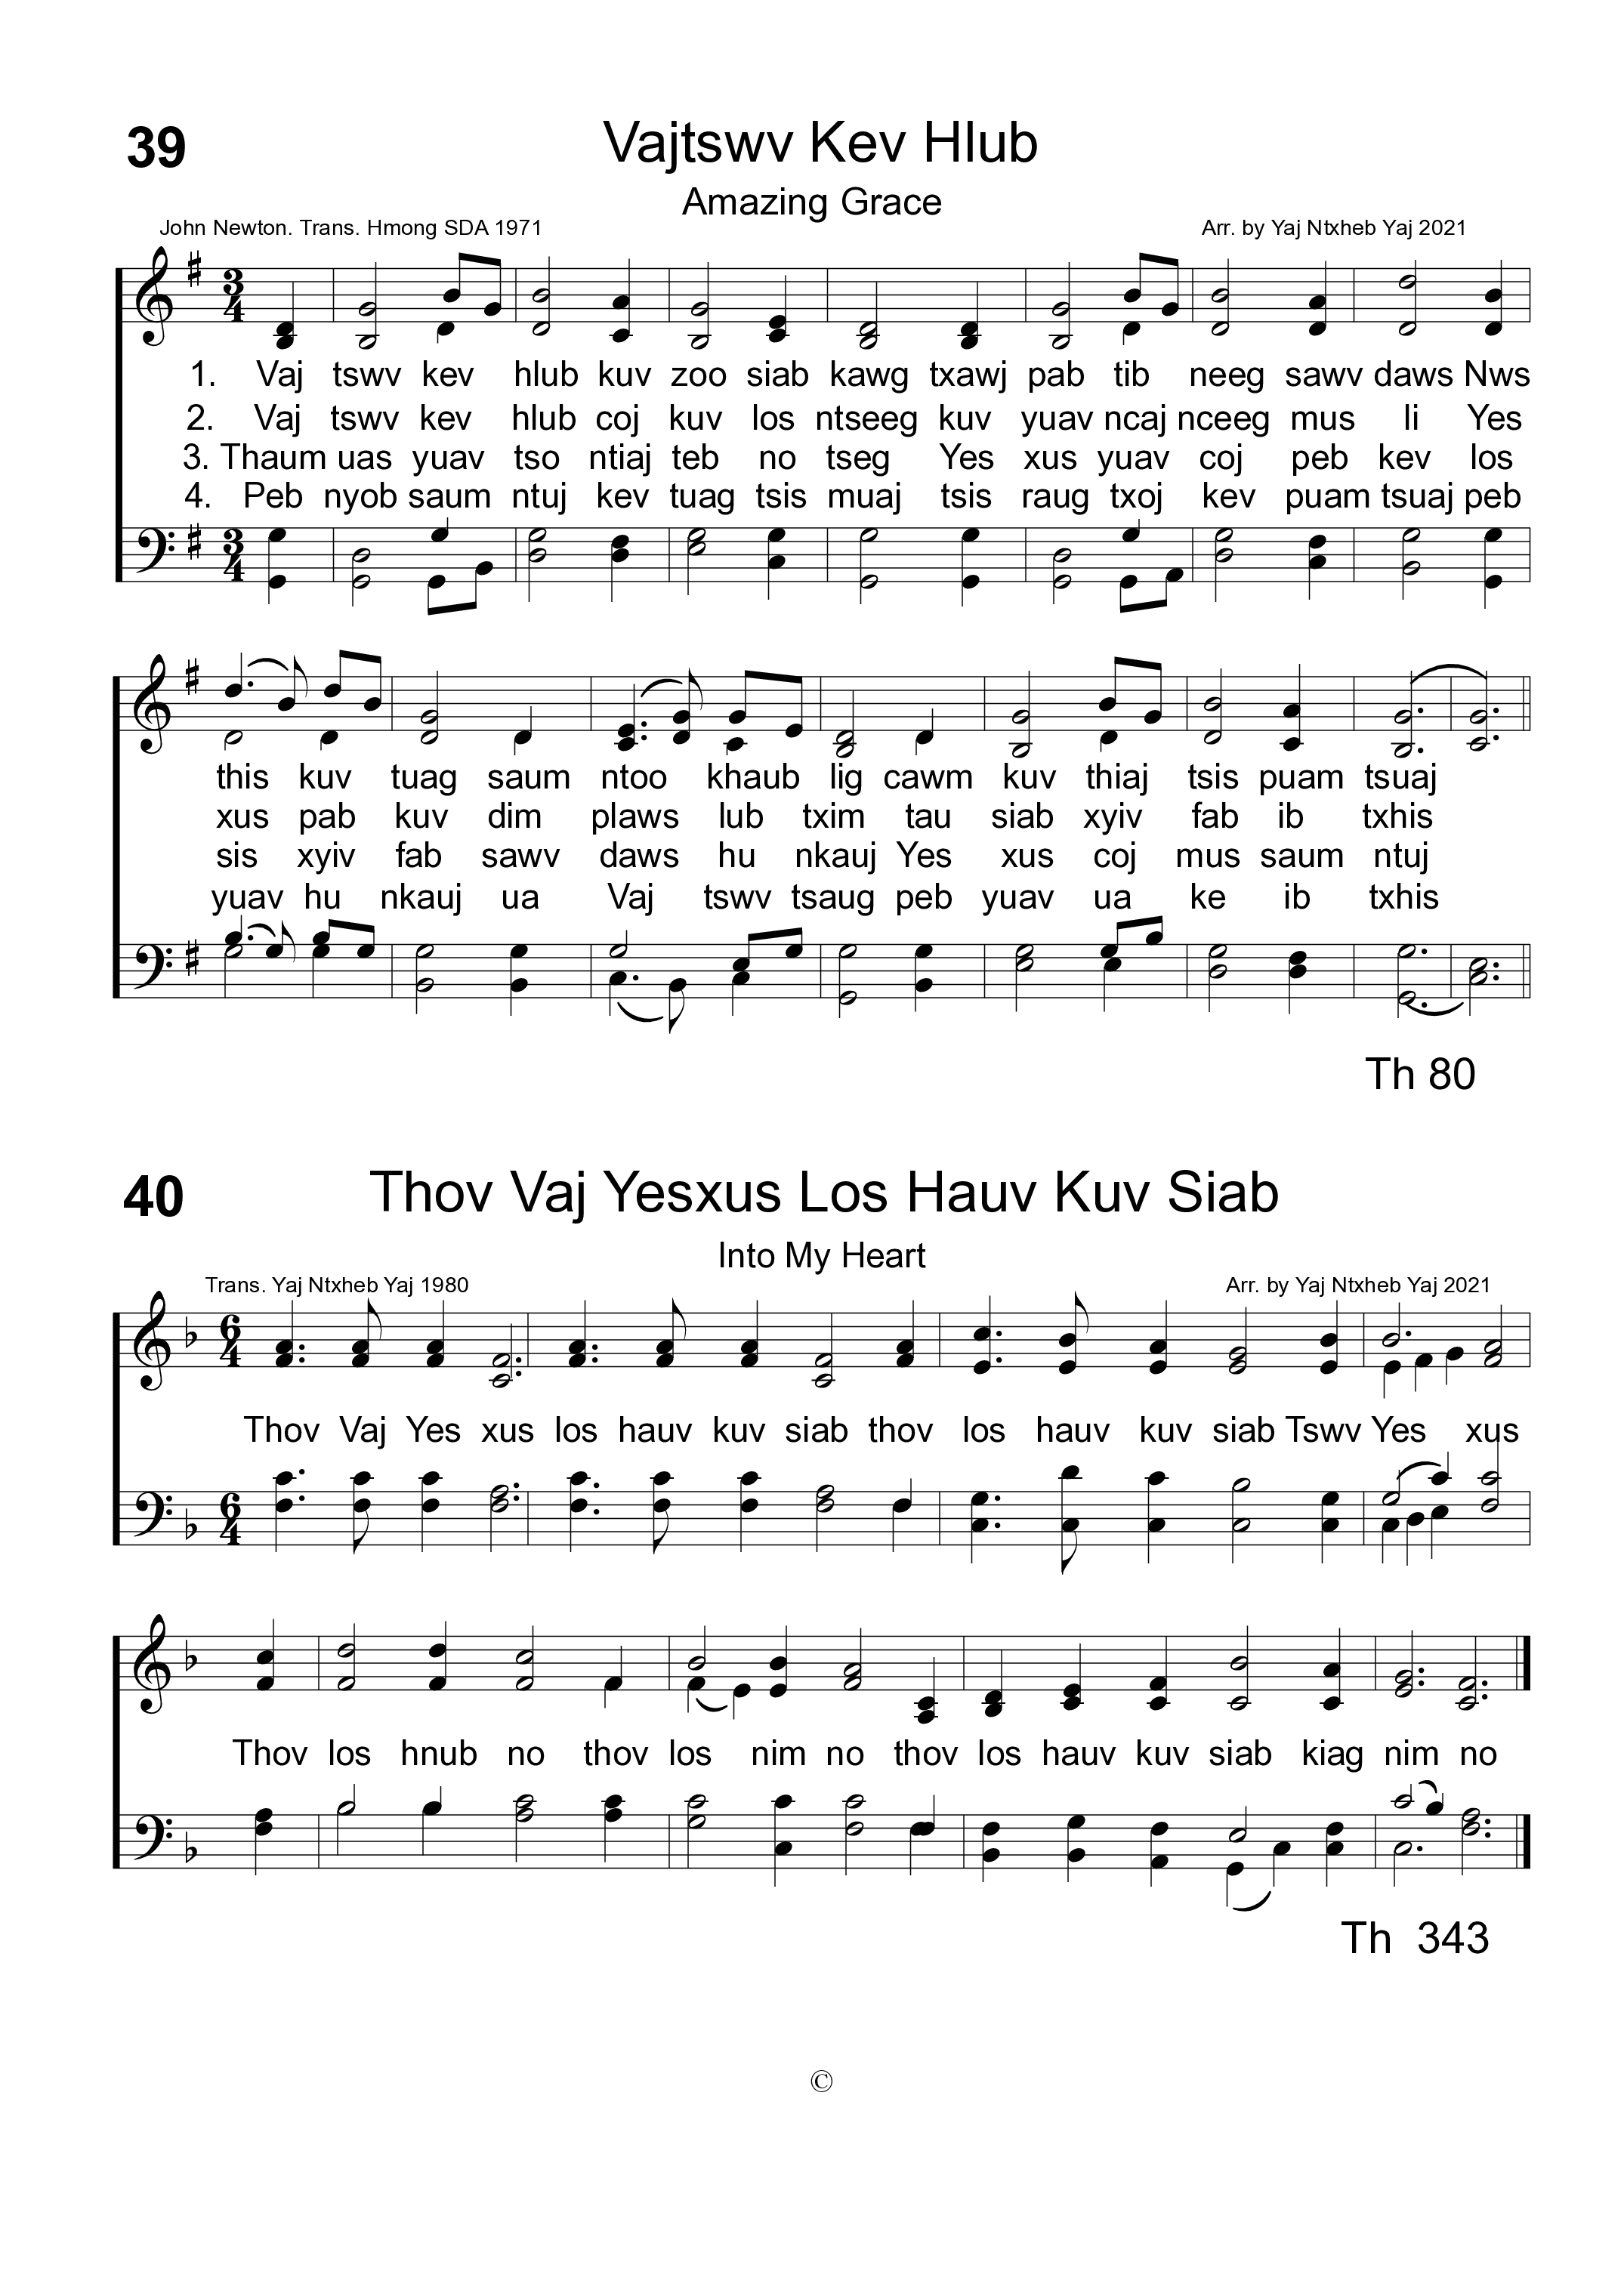 39
Vajtswv Kev Hlub
Amazing Grace
John Newton. Trans. Hmong SDA 1971
Arr. by Yaj Ntxheb Yaj 2021
3 4
1. Vaj tswv kev hlub kuv zoo siab kawg txawj pab tib neeg sawv daws Nws
2. Vaj tswv kev hlub coj kuv los ntseeg kuv yuav ncaj nceeg mus li Yes
3. Thaum uas yuav tso ntiaj teb no tseg Yes xus yuav coj peb kev los
4. Peb nyob saum ntuj kev tuag tsis muaj tsis raug txoj kev puam tsuaj peb
3 4
this kuv tuag saum ntoo khaub lig cawm kuv thiaj tsis puam tsuaj
xus pab kuv dim plaws lub txim tau siab xyiv fab ib txhis
sis xyiv fab sawv daws hu nkauj Yes xus coj mus saum ntuj
yuav hu nkauj ua Vaj tswv tsaug peb yuav ua ke ib txhis
Th 80
40
Thov Vaj Yesxus Los Hauv Kuv Siab
Into My Heart
Trans. Yaj Ntxheb Yaj 1980
Arr. by Yaj Ntxheb Yaj 2021
6 4
Thov Vaj Yes xus los hauv kuv siab thov los hauv kuv siab Tswv Yes xus
6 4
Thov los hnub no thov los nim no thov los hauv kuv siab kiag nim no
Th 343
©